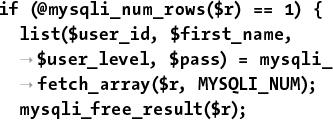 if (@mysqli_num_rows($r) == 1) {
list($user_id, $first_name,
→$user_level, $pass) = mysqli_
→fetch_array($r, MYSQLI_NUM);
mysqli_free_result($r);